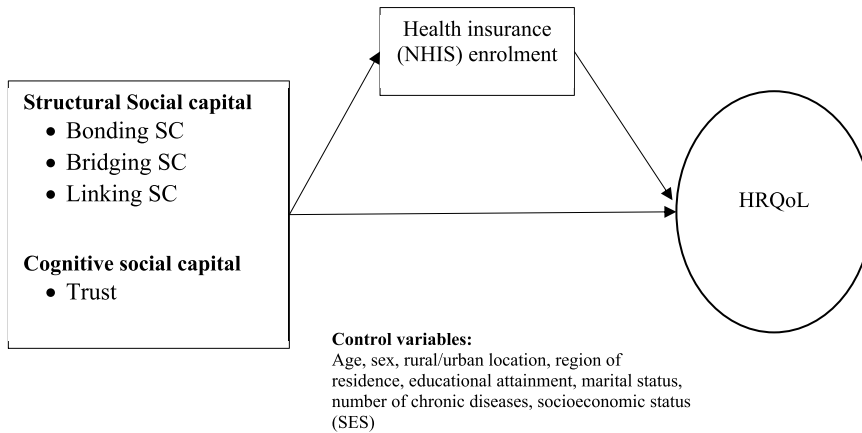 Health insurance
(NHIS) enrolment
Structural Social capital
• Bonding SC
• Bridging SC
• Linking SC
Cognitive social capital
• Trust
HRQoL
Control variables:
Age, sex, rural/urban location, region of
residence, educational attainment, marital status,
number of chronic diseases, socioeconomic status
(SES)